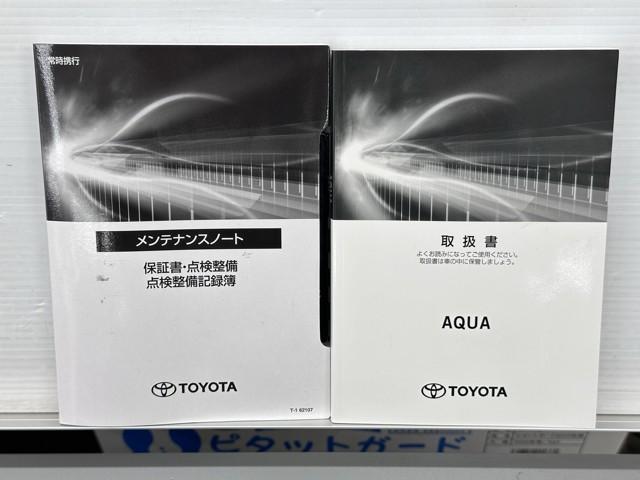 常時携行
メンテナンスノート
保証書・点検整備
点検整備記録簿
TOYOTA
T-1 62107
取扱書
よくお読みになってご使用ください。
取扱書は車の中に保管しましょう。
AQUA
TOYOTA
ピタットガード